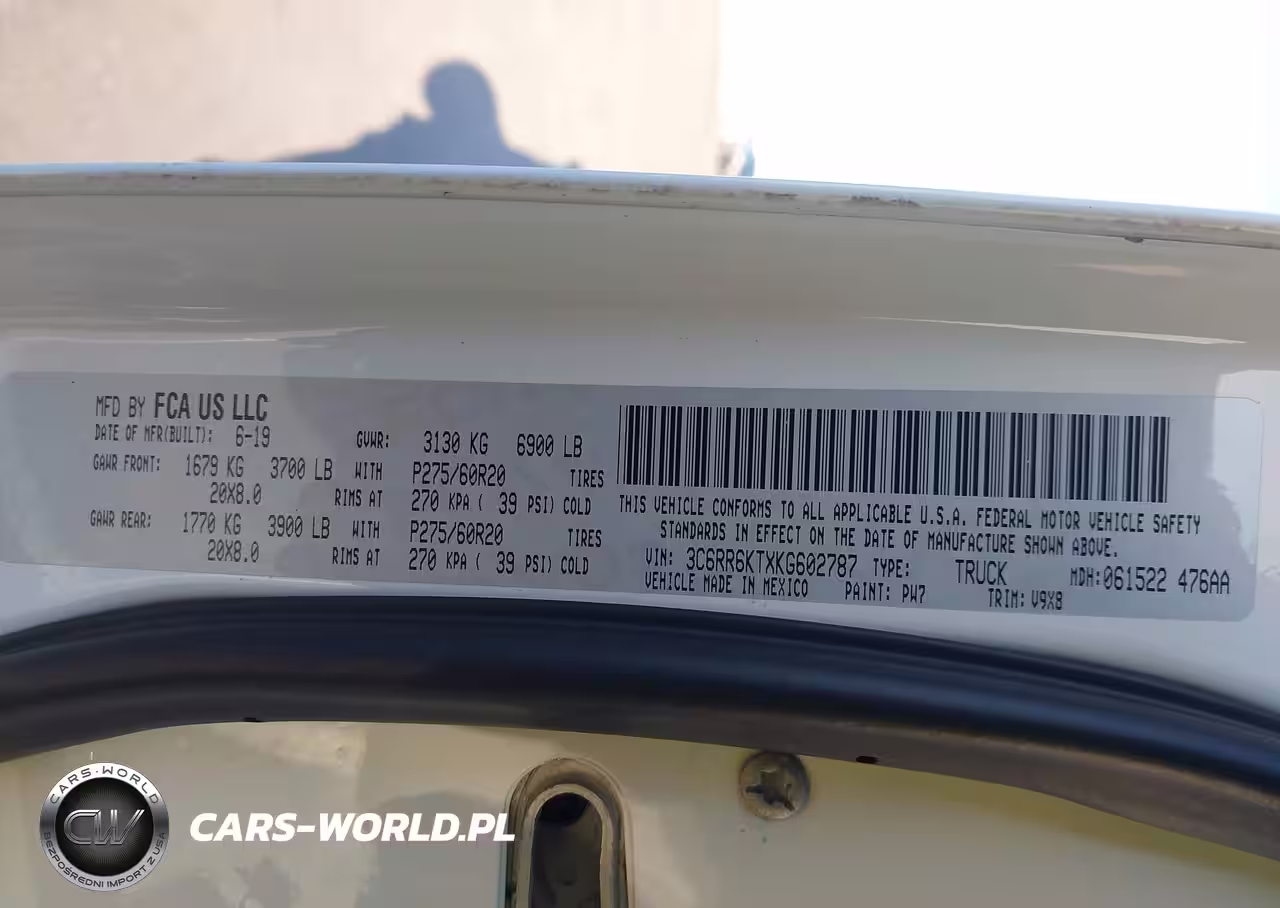 MFD BY FCA US LLC
DATE OF MFR(BUILT): 6-19 GVWR: 3130 KG 6900 LB
GAWR FRONT: 1679 KG 3700 LB WITH P275/60R20 TIRES
20X8.0 RIMS AT 270 KPA ( 39 PSI) COLD
GAWR REAR: 1770 KG 3900 LB WITH P275/60R20 TIRES
20X8.0 RIMS AT 270 KPA ( 39 PSI) COLD
THIS VEHICLE CONFORMS TO ALL APPLICABLE U.S.A. FEDERAL MOTOR VEHICLE SAFETY
STANDARDS IN EFFECT ON THE DATE OF MANUFACTURE SHOWN ABOVE.
VIN: 3C6RR6KTXKG602787 TYPE: TRUCK MDH:061522 476AA
VEHICLE MADE IN MEXICO PAINT: PW7 TRIM: V9X8
CARS-WORLD
CW
BEZPOŚREDNI IMPORT Z USA
CARS-WORLD.PL